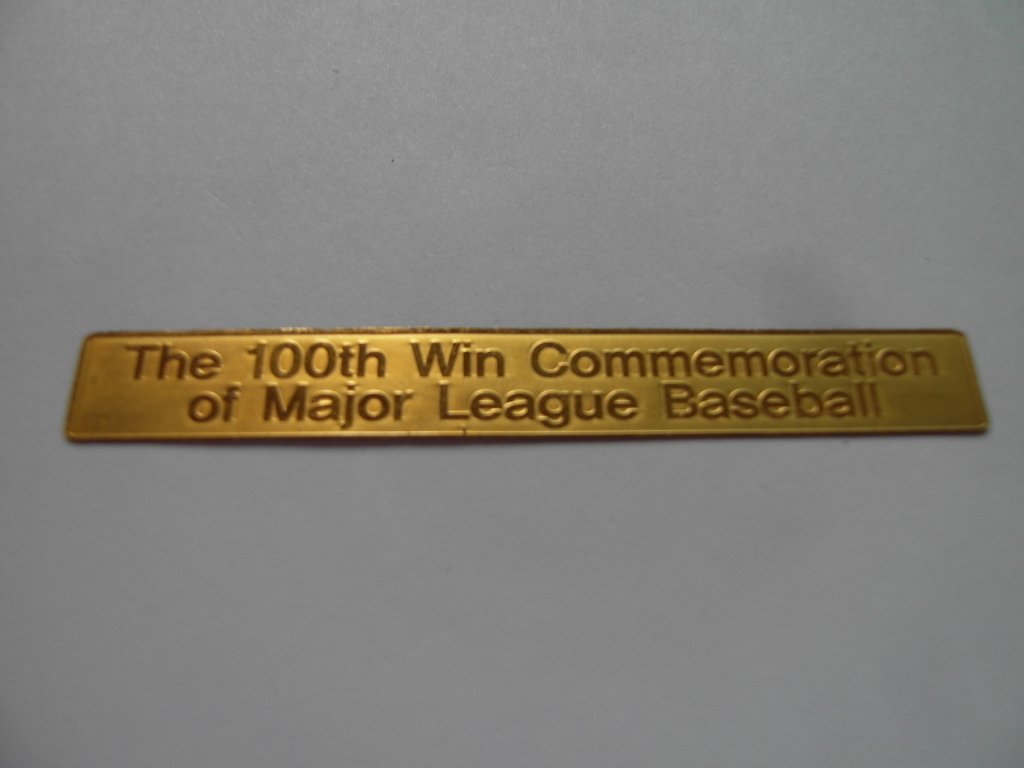 The 100th Win Commemoration
of Major League Baseball